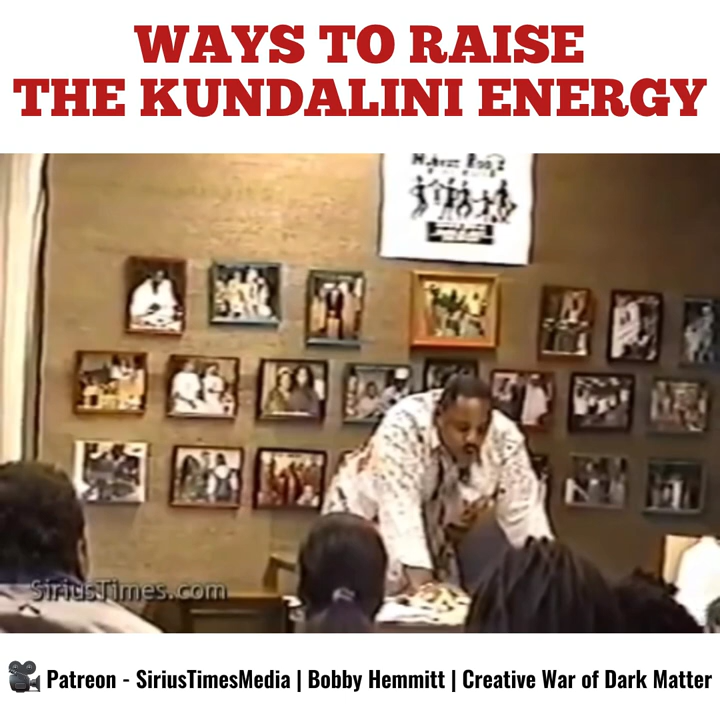 WAYS TO RAISE
THE KUNDALINI ENERGY
SiriusTimes.com
Patreon - SiriusTimesMedia | Bobby Hemmitt | Creative War of Dark Matter